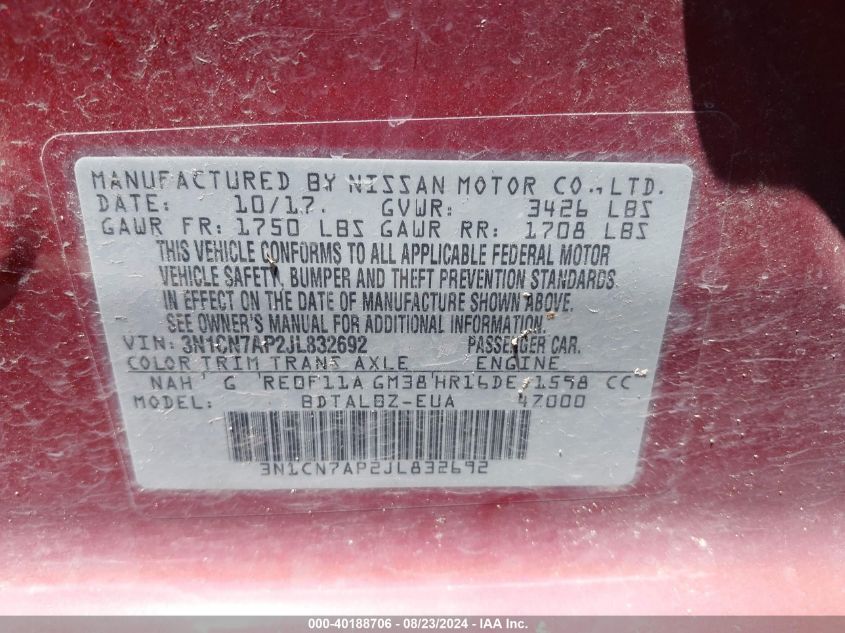 MANUFACTURED BY NISSAN MOTOR CO., LTD.
DATE: 10/17. GVWR: 3426 LBS
GAWR FR: 1750 LBS GAWR RR: 1708 LBS
THIS VEHICLE CONFORMS TO ALL APPLICABLE FEDERAL MOTOR
VEHICLE SAFETY, BUMPER AND THEFT PREVENTION STANDARDS
IN EFFECT ON THE DATE OF MANUFACTURE SHOWN ABOVE.
SEE OWNER'S MANUAL FOR ADDITIONAL INFORMATION.
VIN: 3N1CN7AP2JL832692 PASSENGER CAR.
COLOR TRIM TRANS AXLE ENGINE
NAH G RE0F11A GM38 HR16DE 1598 CC
MODEL: BDTALBZ-EUA 47000
3N1CN7AP2JL832692
000-40188706 - 08/23/2024 - IAA Inc.